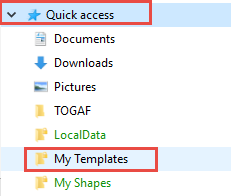 Quick access
Documents
Downloads
Pictures
TOGAF
LocalData
My Templates
My Shapes